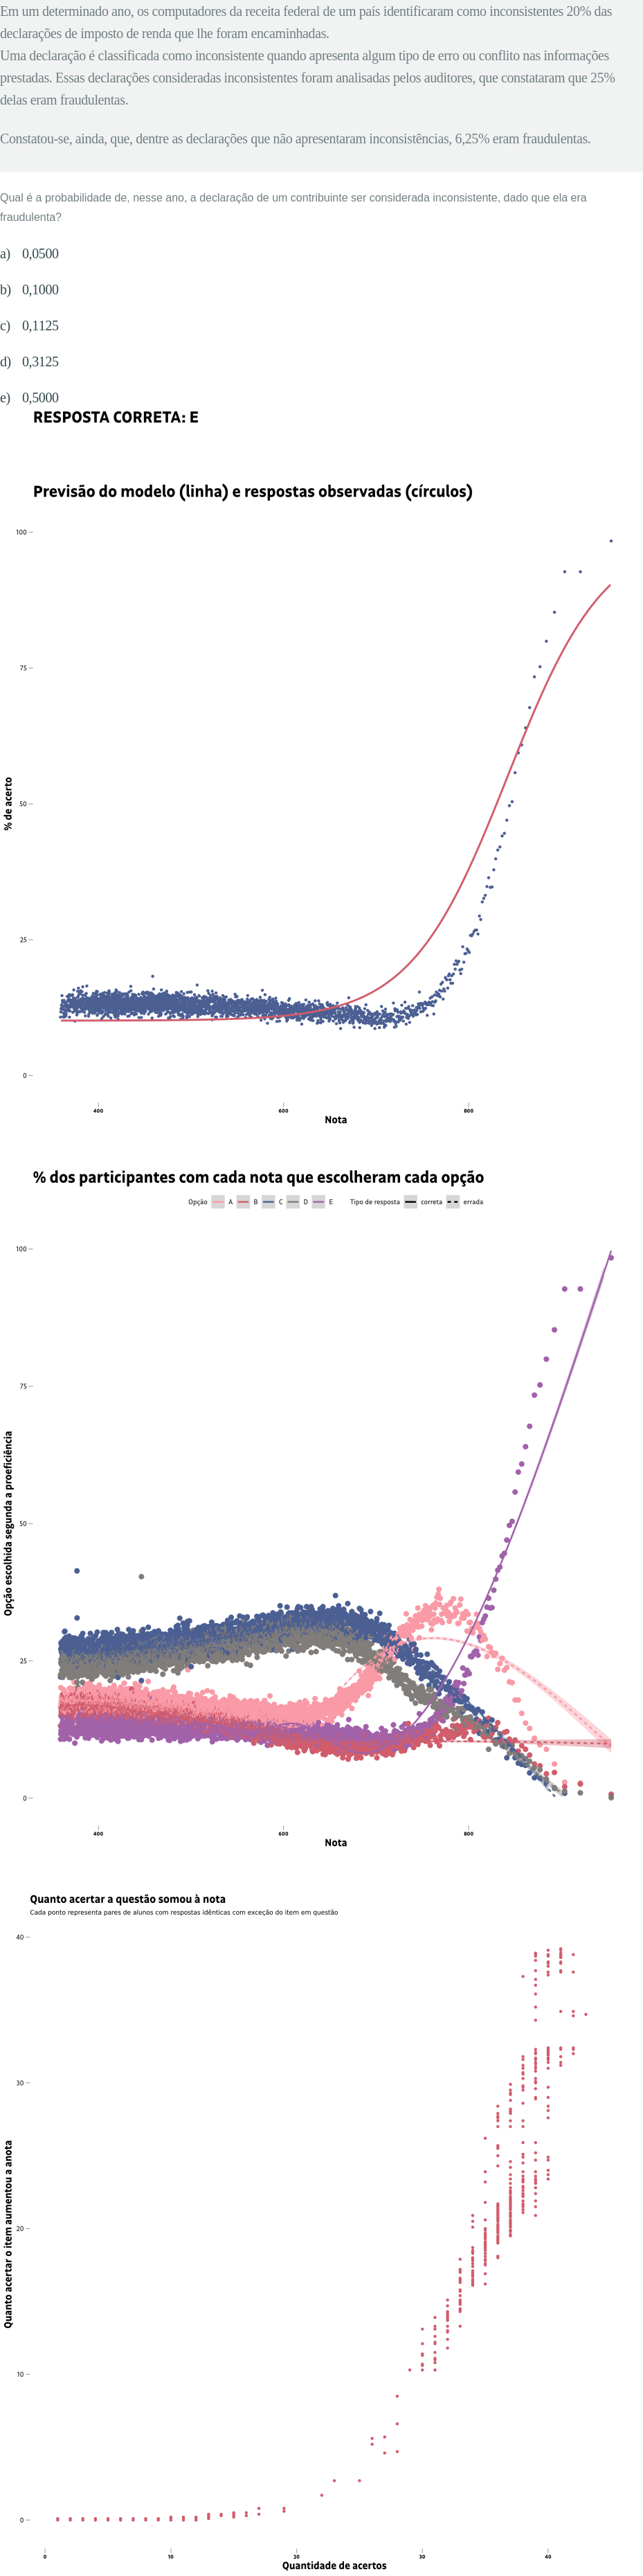 Em um determinado ano, os computadores da receita federal de um país identificaram como inconsistentes 20% das
declarações de imposto de renda que lhe foram encaminhadas.
Uma declaração é classificada como inconsistente quando apresenta algum tipo de erro ou conflito nas informações
prestadas. Essas declarações consideradas inconsistentes foram analisadas pelos auditores, que constataram que 25%
delas eram fraudulentas.
Constatou-se, ainda, que, dentre as declarações que não apresentaram inconsistências, 6,25% eram fraudulentas.
Qual é a probabilidade de, nesse ano, a declaração de um contribuinte ser considerada inconsistente, dado que ela era
fraudulenta?
a) 0,0500
b) 0,1000
c) 0,1125
d) 0,3125
e) 0,5000
RESPOSTA CORRETA: E
Previsão do modelo (linha) e respostas observadas (círculos)
100
75
50
25
0
% de acerto
400 600 800
Nota
% dos participantes com cada nota que escolheram cada opção
Opção A B C D E Tipo de resposta correta errada
100
75
50
25
0
Opção escolhida segunda a proeficiência
400 600 800
Nota
Quanto acertar a questão somou à nota
Cada ponto representa pares de alunos com respostas idênticas com exceção do item em questão
40
30
20
10
0
Quanto acertar o item aumentou a anota
0 10 20 30 40
Quantidade de acertos